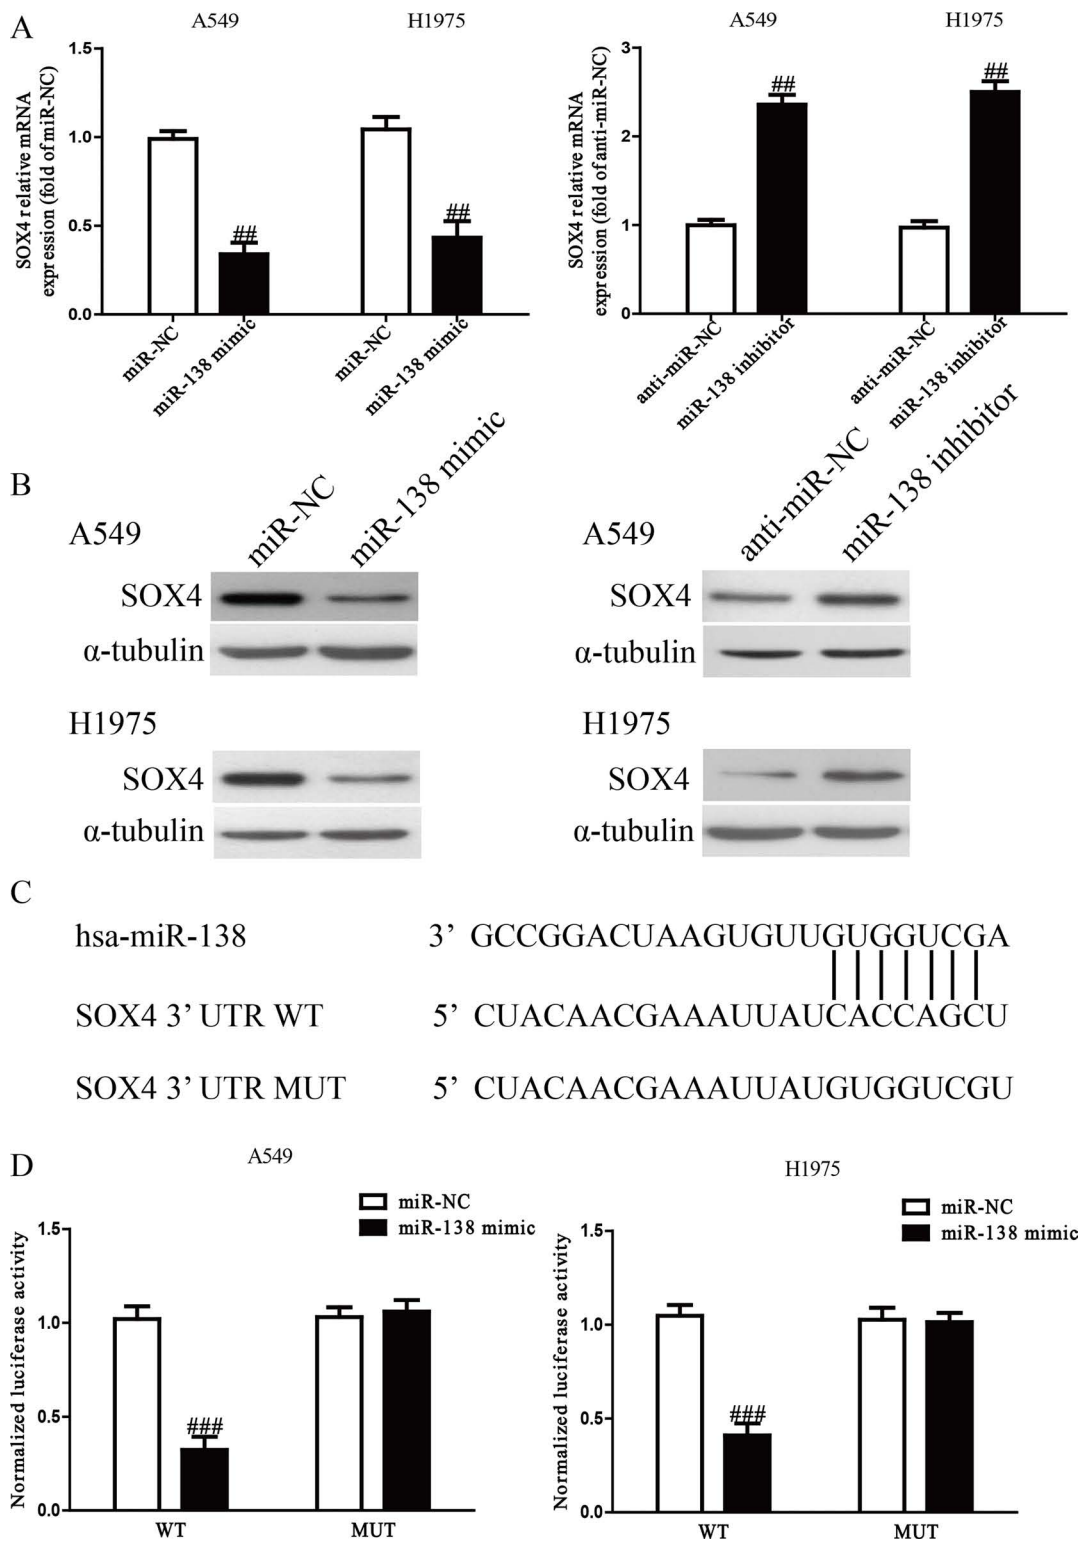 A
A549
H1975
SOX4 relative mRNA
expression (fold of miR-NC)
1.5
1.0
0.5
0.0
##
##
miR-NC
miR-138 mimic
miR-NC
miR-138 mimic
A549
H1975
SOX4 relative mRNA
expression (fold of anti-miR-NC)
3
2
1
0
##
##
anti-miR-NC
miR-138 inhibitor
anti-miR-NC
miR-138 inhibitor
B
miR-NC
miR-138 mimic
A549
SOX4
α-tubulin
H1975
SOX4
α-tubulin
anti-miR-NC
miR-138 inhibitor
A549
SOX4
α-tubulin
H1975
SOX4
α-tubulin
C
hsa-miR-138 3’ GCCGGACUAAGUGUUGUGGUCGA
SOX4 3’ UTR WT 5’ CUACAACGAAAUUAUCACCAGCU
SOX4 3’ UTR MUT 5’ CUACAACGAAAUUAUGUGGUCGU
D
A549
miR-NC
miR-138 mimic
Normalized luciferase activity
1.5
1.0
0.5
0.0
###
WT
MUT
H1975
miR-NC
miR-138 mimic
Normalized luciferase activity
1.5
1.0
0.5
0.0
###
WT
MUT